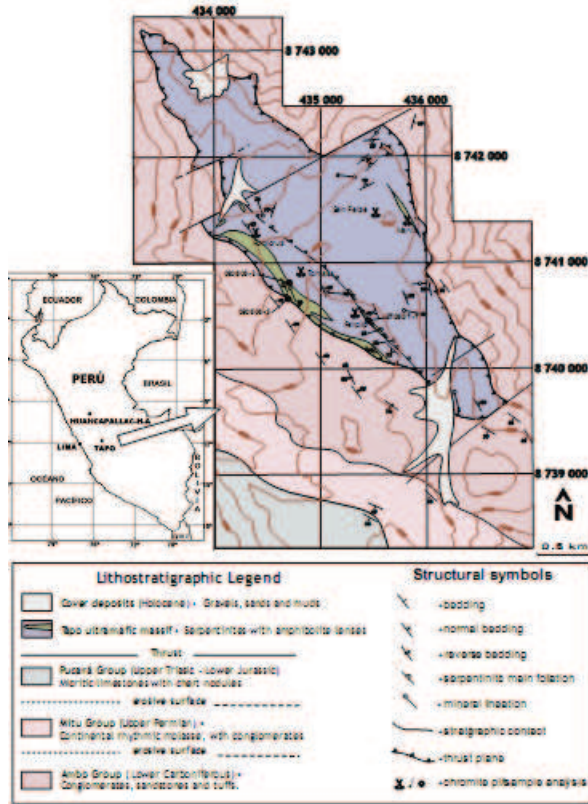 434 000
8 743 000
435 000
436 000
8 742 000
8 741 000
8 740 000
8 739 000
N
0.5 km
ECUADOR
COLOMBIA
PERÚ
BRASIL
HUANCAPALLAC-H.A
LIMA
TAPO
OCÉANO
PACÍFICO
BOLIVIA
Lithostratigraphic Legend
Cover deposits (Holocene) - Gravels, sands and muds
Tapo ultramafic massif - Serpentinites with amphibolite lenses
Thrust
Pucará Group (Upper Triasic - Lower Jurassic)
Micritic limestones with chert nodules
erosive surface
Mitu Group (Upper Permian) -
Continental rhythmic molasse, with conglomerates
erosive surface
Ambo Group (Lower Carboniferous) -
Conglomerates, sandstones and tuffs.
Structural symbols
-bedding
-normal bedding
-reverse bedding
-serpentinite main foliation
-mineral lineation
-stratigraphic contact
-thrust plane
-chromite pit/sample analysis